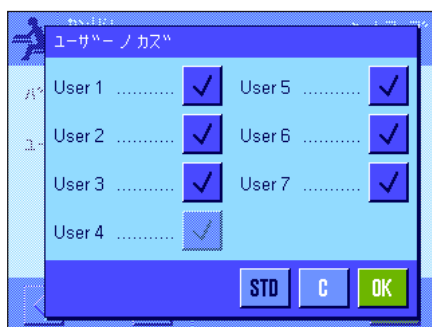 ユーザー ノ カズ
User 1 ...........
User 2 ...........
User 3 ...........
User 4 ...........
User 5 ...........
User 6 ...........
User 7 ...........
STD
C
OK